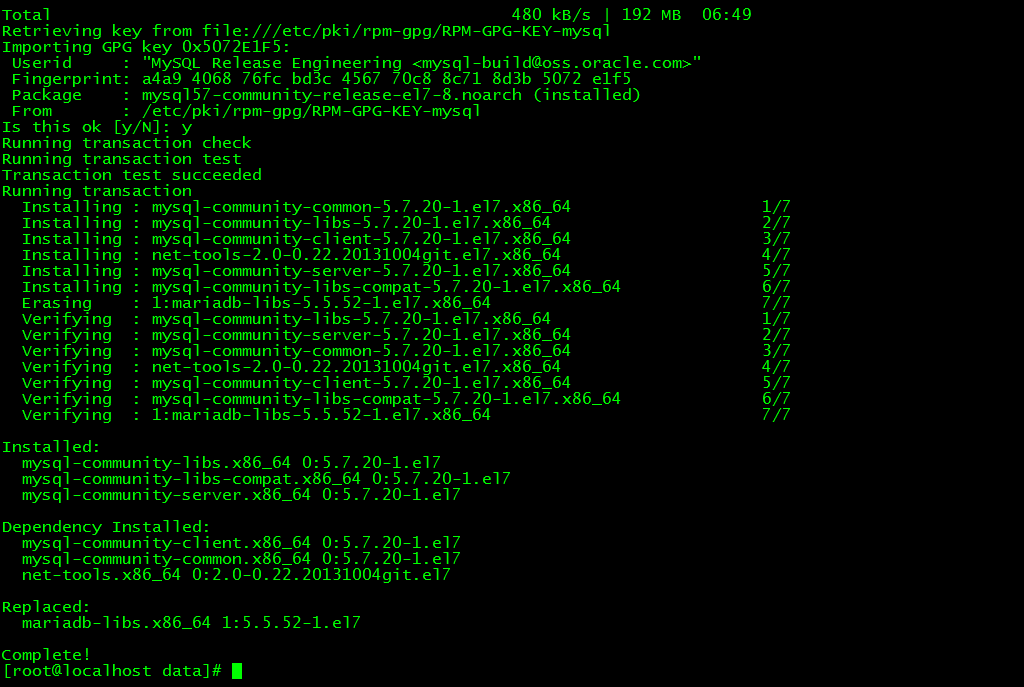 Total 480 kB/s | 192 MB 06:49
Retrieving key from file:///etc/pki/rpm-gpg/RPM-GPG-KEY-mysql
Importing GPG key 0x5072E1F5:
 Userid     : "MySQL Release Engineering <mysql-build@oss.oracle.com>"
 Fingerprint: a4a9 4068 76fc bd3c 4567 70c8 8c71 8d3b 5072 e1f5
 Package    : mysql57-community-release-el7-8.noarch (installed)
 From       : /etc/pki/rpm-gpg/RPM-GPG-KEY-mysql
Is this ok [y/N]: y
Running transaction check
Running transaction test
Transaction test succeeded
Running transaction
  Installing : mysql-community-common-5.7.20-1.el7.x86_64 1/7
  Installing : mysql-community-libs-5.7.20-1.el7.x86_64 2/7
  Installing : mysql-community-client-5.7.20-1.el7.x86_64 3/7
  Installing : net-tools-2.0-0.22.20131004git.el7.x86_64 4/7
  Installing : mysql-community-server-5.7.20-1.el7.x86_64 5/7
  Installing : mysql-community-libs-compat-5.7.20-1.el7.x86_64 6/7
  Erasing    : 1:mariadb-libs-5.5.52-1.el7.x86_64 7/7
  Verifying  : mysql-community-libs-5.7.20-1.el7.x86_64 1/7
  Verifying  : mysql-community-server-5.7.20-1.el7.x86_64 2/7
  Verifying  : mysql-community-common-5.7.20-1.el7.x86_64 3/7
  Verifying  : net-tools-2.0-0.22.20131004git.el7.x86_64 4/7
  Verifying  : mysql-community-client-5.7.20-1.el7.x86_64 5/7
  Verifying  : mysql-community-libs-compat-5.7.20-1.el7.x86_64 6/7
  Verifying  : 1:mariadb-libs-5.5.52-1.el7.x86_64 7/7

Installed:
  mysql-community-libs.x86_64 0:5.7.20-1.el7
  mysql-community-libs-compat.x86_64 0:5.7.20-1.el7
  mysql-community-server.x86_64 0:5.7.20-1.el7

Dependency Installed:
  mysql-community-client.x86_64 0:5.7.20-1.el7
  mysql-community-common.x86_64 0:5.7.20-1.el7
  net-tools.x86_64 0:2.0-0.22.20131004git.el7

Replaced:
  mariadb-libs.x86_64 1:5.5.52-1.el7

Complete!
[root@localhost data]#